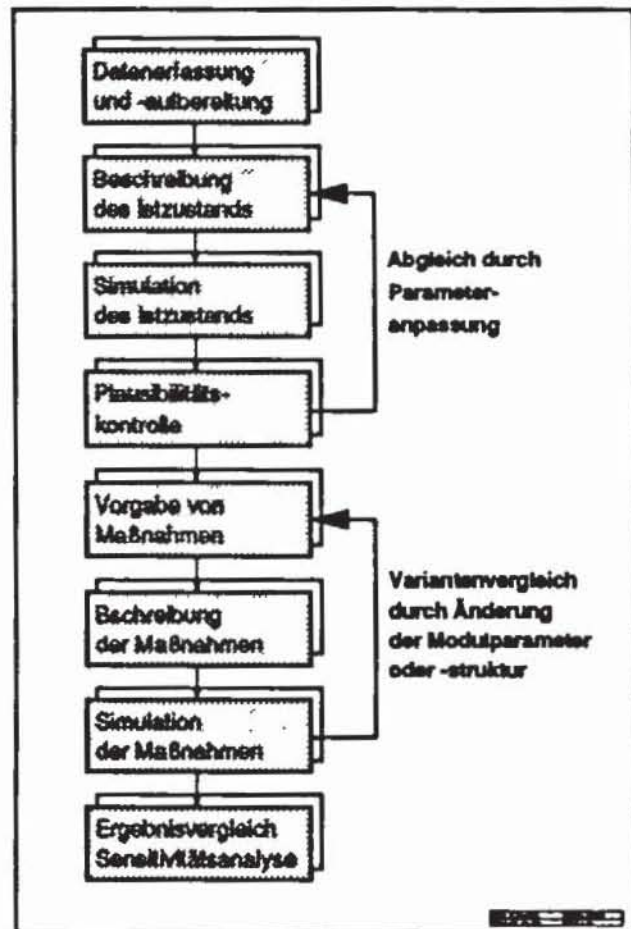 Datenerfassung
und -aufbereitung
Beschreibung
des Istzustands
Simulation
des Istzustands
Plausibilitäts-
kontrolle
Abgleich durch
Parameter-
anpassung
Vorgabe von
Maßnahmen
Bschreibung
der Maßnahmen
Simulation
der Maßnahmen
Variantenvergleich
durch Änderung
der Modulparameter
oder -struktur
Ergebnisvergleich
Sensitivitätsanalyse